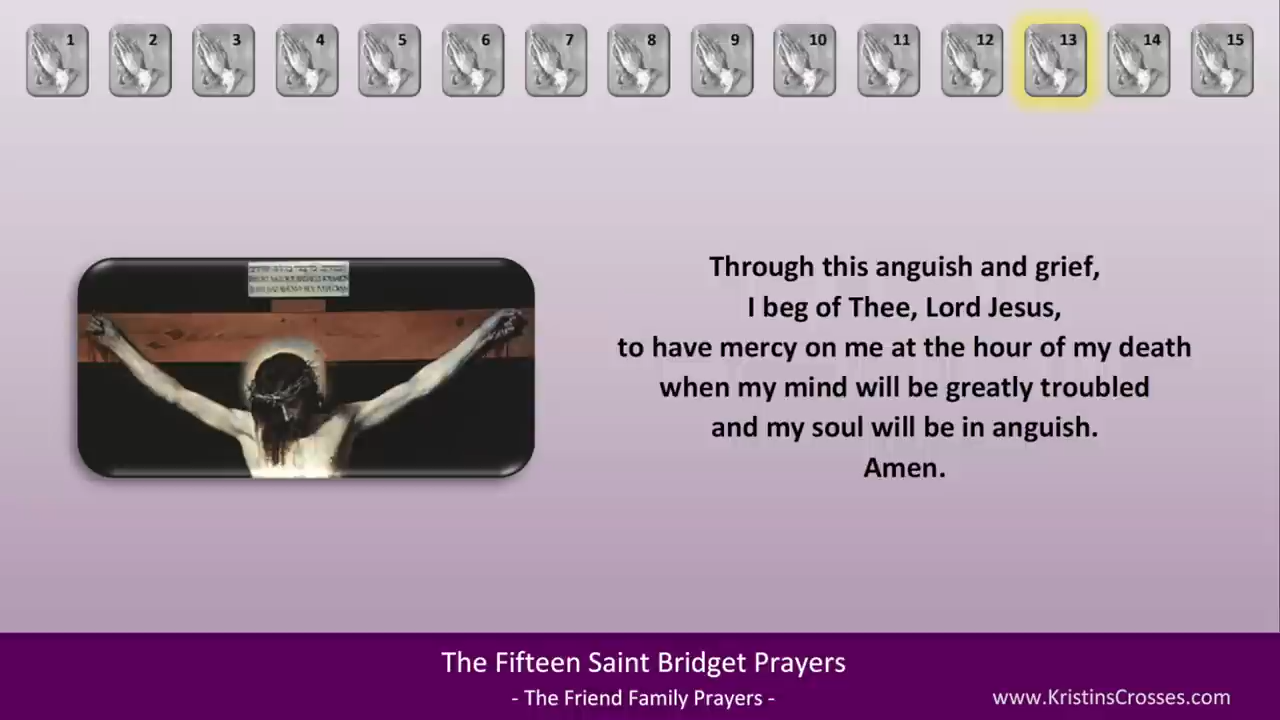 1 2 3 4 5 6 7 8 9 10 11 12 13 14 15
Through this anguish and grief,
I beg of Thee, Lord Jesus,
to have mercy on me at the hour of my death
when my mind will be greatly troubled
and my soul will be in anguish.
Amen.
The Fifteen Saint Bridget Prayers
- The Friend Family Prayers -
www.KristinsCrosses.com